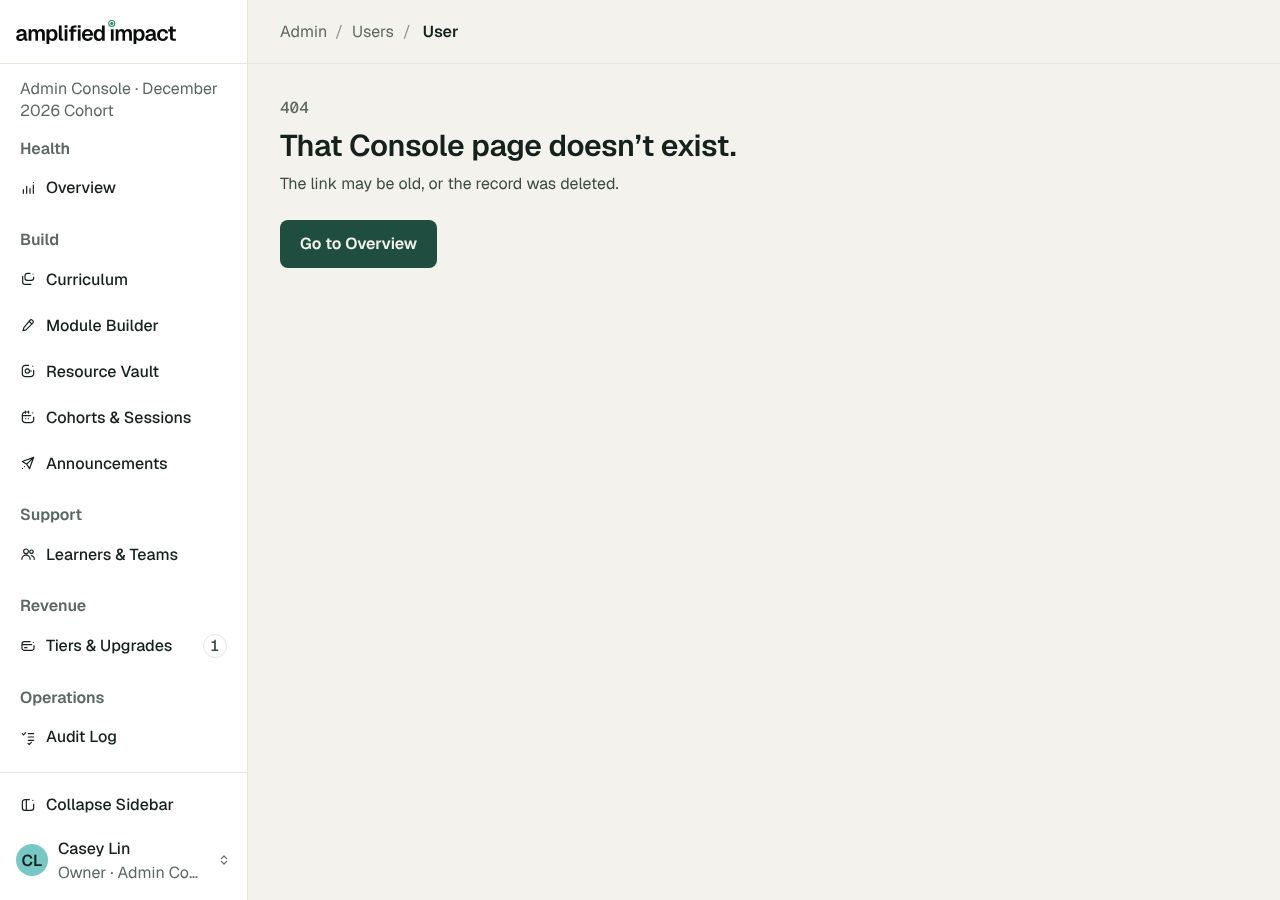 amplified impact
Admin / Users / User
Admin Console · December
2026 Cohort
Health
Overview
Build
Curriculum
Module Builder
Resource Vault
Cohorts & Sessions
Announcements
Support
Learners & Teams
Revenue
Tiers & Upgrades 1
Operations
Audit Log
Collapse Sidebar
CL
Casey Lin
Owner · Admin Co...
404
That Console page doesn’t exist.
The link may be old, or the record was deleted.
Go to Overview